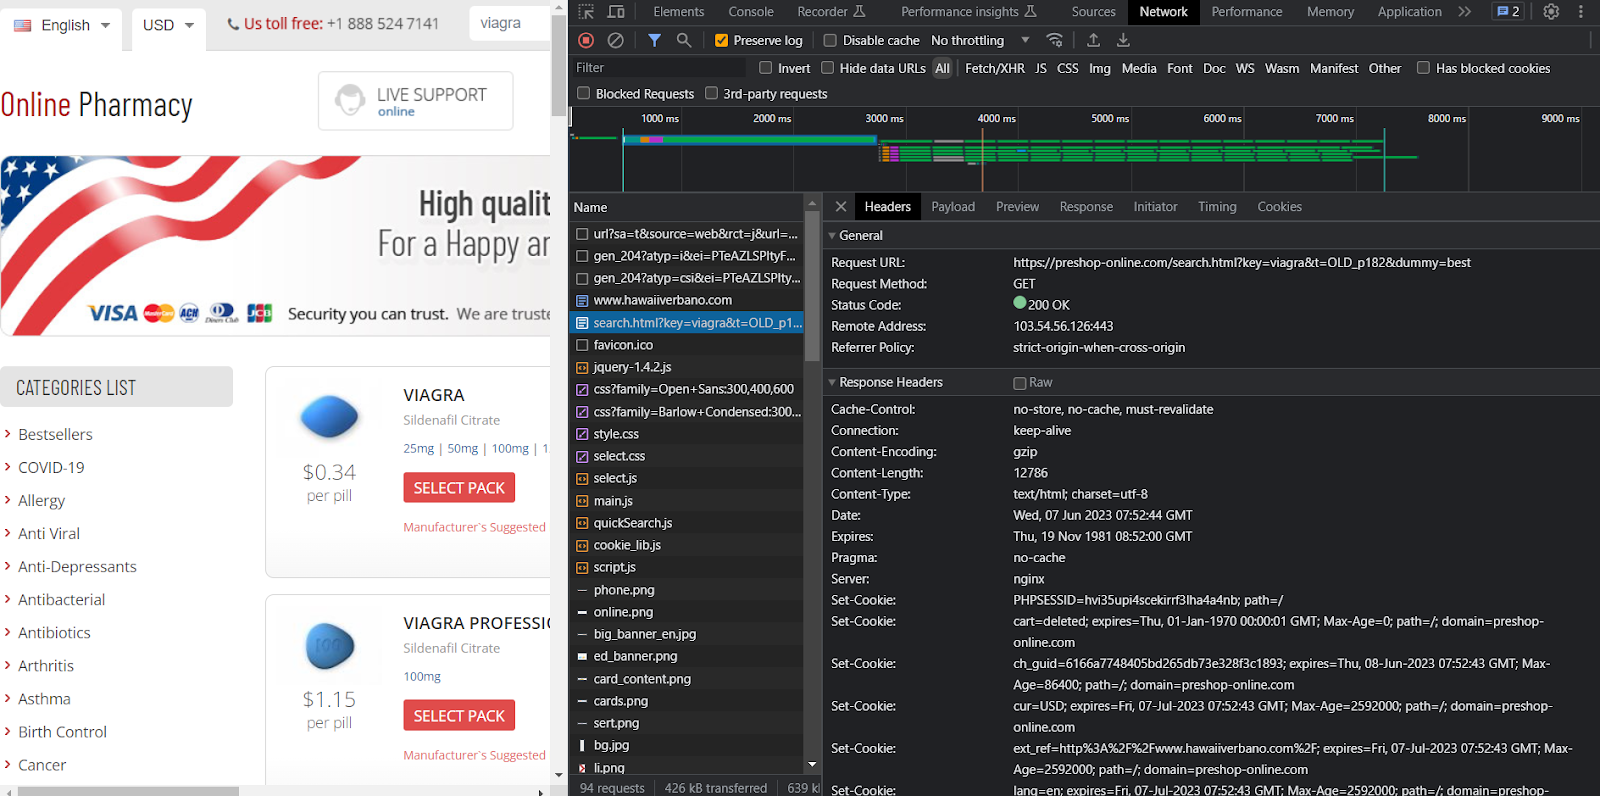 English
USD
Us toll free: +1 888 524 7141
viagra
Online Pharmacy
LIVE SUPPORT
online
High qualit
For a Happy ar
VISA MasterCard ACH Diners Club JCB
Security you can trust. We are truste
CATEGORIES LIST
Bestsellers
COVID-19
Allergy
Anti Viral
Anti-Depressants
Antibacterial
Antibiotics
Arthritis
Asthma
Birth Control
Cancer
VIAGRA
Sildenafil Citrate
25mg | 50mg | 100mg | 1
$0.34
per pill
SELECT PACK
Manufacturer`s Suggested
VIAGRA PROFESSIO
Sildenafil Citrate
100mg
100
$1.15
per pill
SELECT PACK
Manufacturer`s Suggested
Elements Console Recorder Performance insights Sources Network Performance Memory Application 2
Preserve log Disable cache No throttling
Filter Invert Hide data URLs All Fetch/XHR JS CSS Img Media Font Doc WS Wasm Manifest Other Has blocked cookies
Blocked Requests 3rd-party requests
1000 ms 2000 ms 3000 ms 4000 ms 5000 ms 6000 ms 7000 ms 8000 ms 9000 ms
Name
url?sa=t&source=web&rct=j&url=...
gen_204?atyp=i&ei=PTeAZLSPItyF...
gen_204?atyp=csi&ei=PTeAZLSPIty...
www.hawaiiverbano.com
search.html?key=viagra&t=OLD_p1...
favicon.ico
jquery-1.4.2.js
css?family=Open+Sans:300,400,600
css?family=Barlow+Condensed:300...
style.css
select.css
select.js
main.js
quickSearch.js
cookie_lib.js
script.js
phone.png
online.png
big_banner_en.jpg
ed_banner.png
card_content.png
cards.png
sert.png
bg.jpg
li.png
94 requests 426 kB transferred 639 k
Headers Payload Preview Response Initiator Timing Cookies
General
Request URL: https://preshop-online.com/search.html?key=viagra&t=OLD_p182&dummy=best
Request Method: GET
Status Code: 200 OK
Remote Address: 103.54.56.126:443
Referrer Policy: strict-origin-when-cross-origin
Response Headers Raw
Cache-Control: no-store, no-cache, must-revalidate
Connection: keep-alive
Content-Encoding: gzip
Content-Length: 12786
Content-Type: text/html; charset=utf-8
Date: Wed, 07 Jun 2023 07:52:44 GMT
Expires: Thu, 19 Nov 1981 08:52:00 GMT
Pragma: no-cache
Server: nginx
Set-Cookie: PHPSESSID=hvi35upi4scekirrf3lha4a4nb; path=/
Set-Cookie: cart=deleted; expires=Thu, 01-Jan-1970 00:00:01 GMT; Max-Age=0; path=/; domain=preshop-
online.com
Set-Cookie: ch_guid=6166a7748405bd265db73e328f3c1893; expires=Thu, 08-Jun-2023 07:52:43 GMT; Max-
Age=86400; path=/; domain=preshop-online.com
Set-Cookie: cur=USD; expires=Fri, 07-Jul-2023 07:52:43 GMT; Max-Age=2592000; path=/; domain=preshop-
online.com
Set-Cookie: ext_ref=http%3A%2F%2Fwww.hawaiiverbano.com%2F; expires=Fri, 07-Jul-2023 07:52:43 GMT; Max-
Age=2592000; path=/; domain=preshop-online.com
Set-Cookie: lang=en; expires=Fri, 07-Jul-2023 07:52:43 GMT; Max-Age=2592000; path=/; domain=preshop-